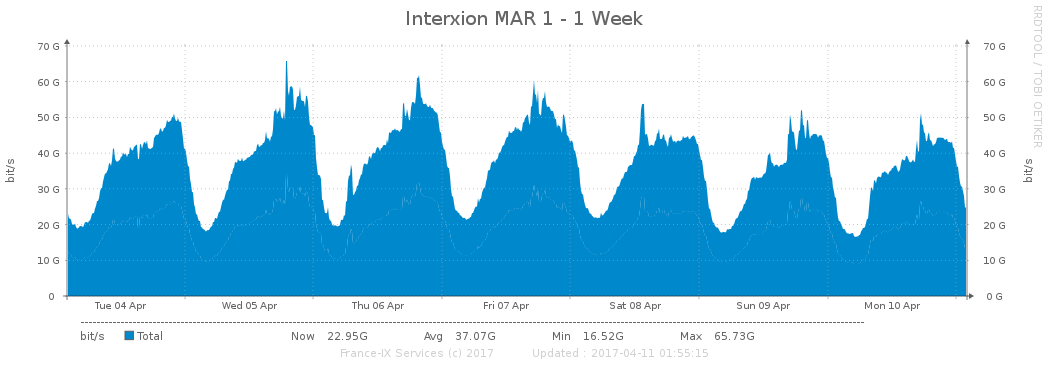 Interxion MAR 1 - 1 Week
RRDTOOL / TOBI OETIKER
bit/s
70 G 70 G
60 G 60 G
50 G 50 G
40 G 40 G
30 G 30 G
20 G 20 G
10 G 10 G
0 0 G
bit/s
Tue 04 Apr Wed 05 Apr Thu 06 Apr Fri 07 Apr Sat 08 Apr Sun 09 Apr Mon 10 Apr
bit/s Total Now 22.95G Avg 37.07G Min 16.52G Max 65.73G
France-IX Services (c) 2017 Updated : 2017-04-11 01:55:15